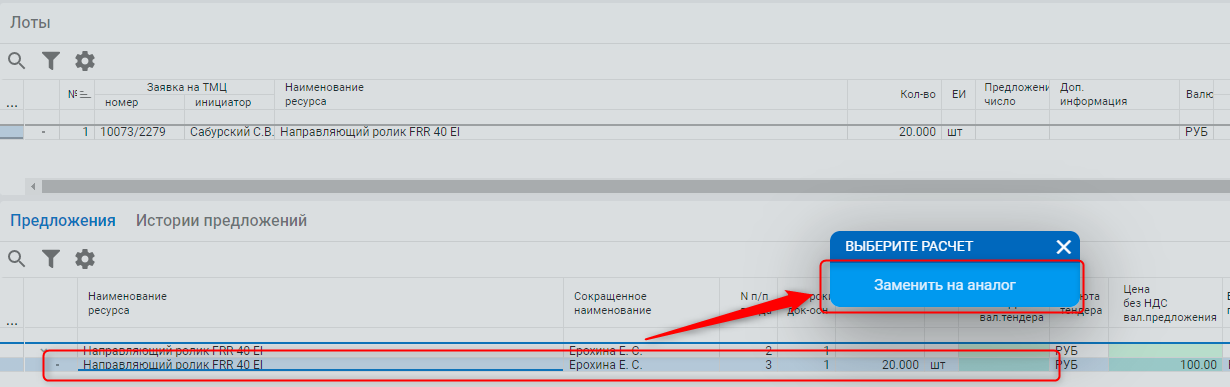 Лоты
№ Заявка на ТМЦ Наименование ресурса Кол-во ЕИ Предложени число Доп. информация Валю
номер инициатор
- 1 10073/2279 Сабурский С.В. Направляющий ролик FRR 40 EI 20.000 шт РУБ
Предложения Истории предложений
ВЫБЕРИТЕ РАСЧЕТ
Заменить на аналог
Наименование ресурса Сокращенное наименование N п/п док-осн. вал.тендера тендера Цена без НДС вал.предложения
Направляющий ролик FRR 40 EI Ерохина Е. С. 2 1 РУБ
- Направляющий ролик FRR 40 EI Ерохина Е. С. 3 1 20.000 шт РУБ 100.00